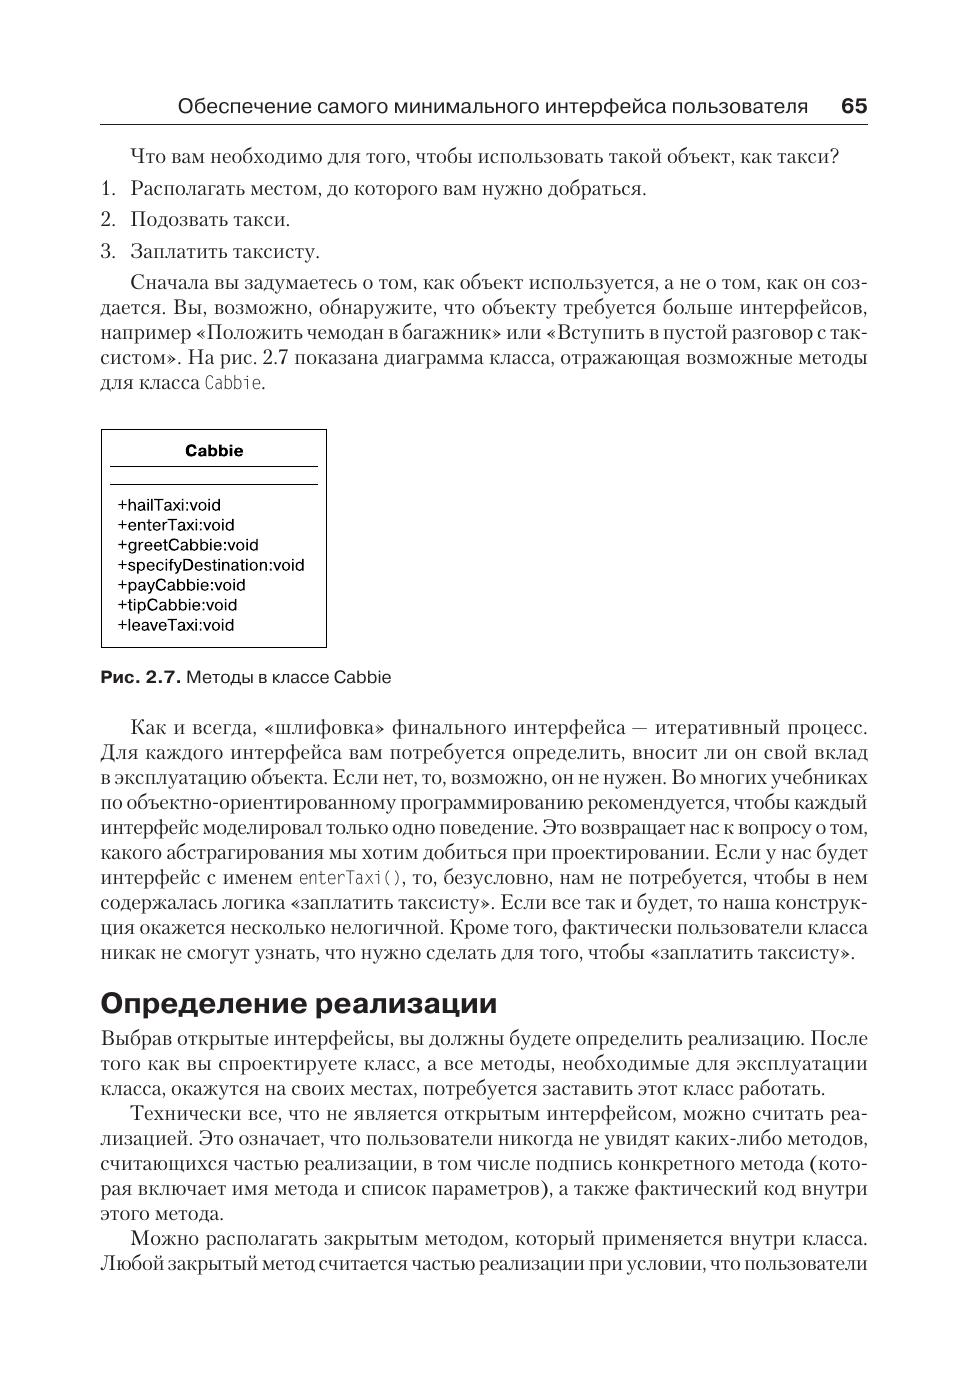 Обеспечение самого минимального интерфейса пользователя 65
Что вам необходимо для того, чтобы использовать такой объект, как такси?
1. Располагать местом, до которого вам нужно добраться.
2. Подозвать такси.
3. Заплатить таксисту.
Сначала вы задумаетесь о том, как объект используется, а не о том, как он соз-
дается. Вы, возможно, обнаружите, что объекту требуется больше интерфейсов,
например «Положить чемодан в багажник» или «Вступить в пустой разговор с так-
систом». На рис. 2.7 показана диаграмма класса, отражающая возможные методы
для класса Cabbie.
Cabbie
+hailTaxi:void
+enterTaxi:void
+greetCabbie:void
+specifyDestination:void
+payCabbie:void
+tipCabbie:void
+leaveTaxi:void
Рис. 2.7. Методы в классе Cabbie
Как и всегда, «шлифовка» финального интерфейса — итеративный процесс.
Для каждого интерфейса вам потребуется определить, вносит ли он свой вклад
в эксплуатацию объекта. Если нет, то, возможно, он не нужен. Во многих учебниках
по объектно-ориентированному программированию рекомендуется, чтобы каждый
интерфейс моделировал только одно поведение. Это возвращает нас к вопросу о том,
какого абстрагирования мы хотим добиться при проектировании. Если у нас будет
интерфейс с именем enterTaxi(), то, безусловно, нам не потребуется, чтобы в нем
содержалась логика «заплатить таксисту». Если все так и будет, то наша конструк-
ция окажется несколько нелогичной. Кроме того, фактически пользователи класса
никак не смогут узнать, что нужно сделать для того, чтобы «заплатить таксисту».
Определение реализации
Выбрав открытые интерфейсы, вы должны будете определить реализацию. После
того как вы спроектируете класс, а все методы, необходимые для эксплуатации
класса, окажутся на своих местах, потребуется заставить этот класс работать.
Технически все, что не является открытым интерфейсом, можно считать реа-
лизацией. Это означает, что пользователи никогда не увидят каких-либо методов,
считающихся частью реализации, в том числе подпись конкретного метода (кото-
рая включает имя метода и список параметров), а также фактический код внутри
этого метода.
Можно располагать закрытым методом, который применяется внутри класса.
Любой закрытый метод считается частью реализации при условии, что пользователи